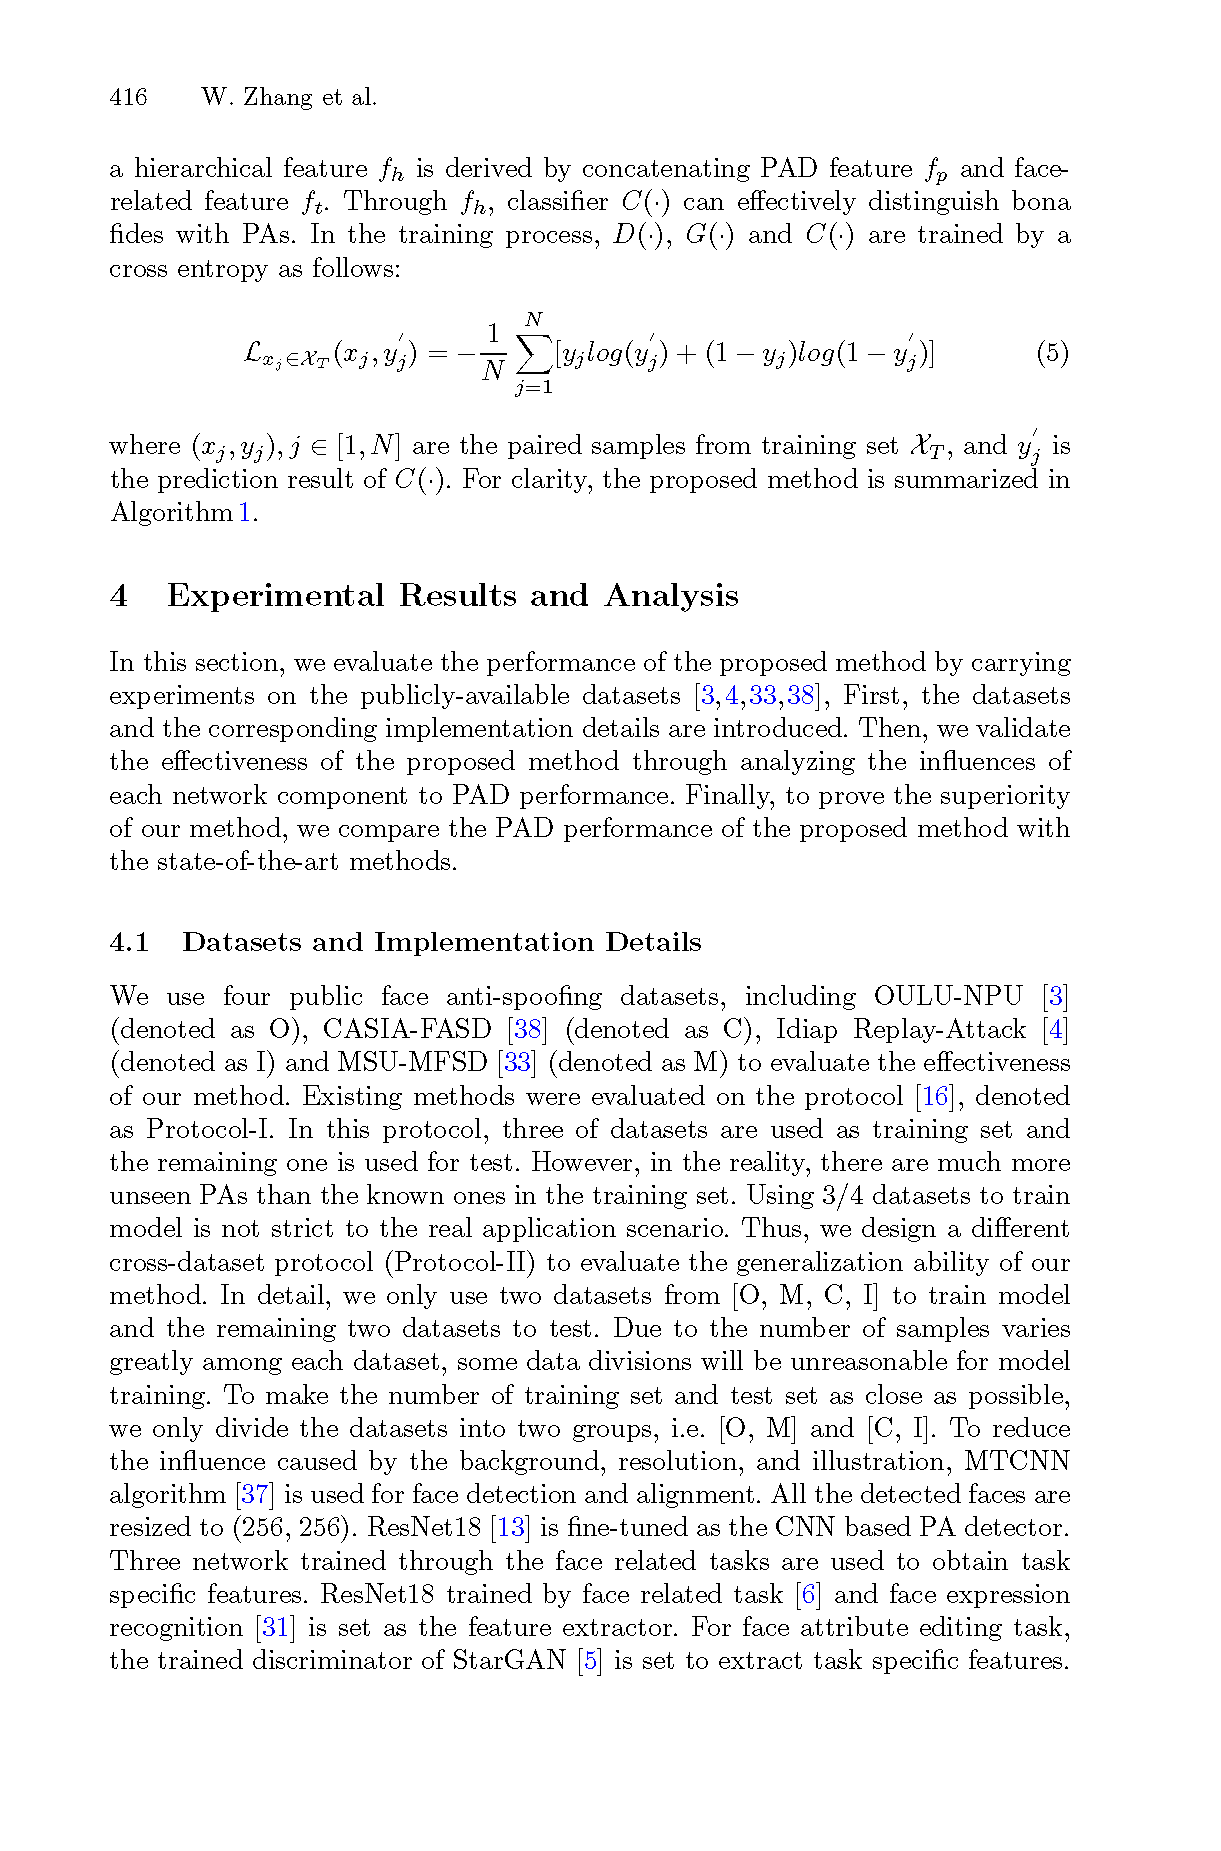 416 W. Zhang et al.
a hierarchical feature f_h is derived by concatenating PAD feature f_p and face-
related feature f_t. Through f_h, classifier C(·) can effectively distinguish bona
fides with PAs. In the training process, D(·), G(·) and C(·) are trained by a
cross entropy as follows:
\mathcal{L}_{x_j \in \mathcal{X}_T}(x_j, y_j^{'}) = -\frac{1}{N} \sum_{j=1}^{N} [y_j log(y_j^{'}) + (1 - y_j) log(1 - y_j^{'})] (5)
where (x_j, y_j), j ∈ [1, N] are the paired samples from training set \mathcal{X}_T, and y_j^{'} is
the prediction result of C(·). For clarity, the proposed method is summarized in
Algorithm 1.
4 Experimental Results and Analysis
In this section, we evaluate the performance of the proposed method by carrying
experiments on the publicly-available datasets [3,4,33,38], First, the datasets
and the corresponding implementation details are introduced. Then, we validate
the effectiveness of the proposed method through analyzing the influences of
each network component to PAD performance. Finally, to prove the superiority
of our method, we compare the PAD performance of the proposed method with
the state-of-the-art methods.
4.1 Datasets and Implementation Details
We use four public face anti-spoofing datasets, including OULU-NPU [3]
(denoted as O), CASIA-FASD [38] (denoted as C), Idiap Replay-Attack [4]
(denoted as I) and MSU-MFSD [33] (denoted as M) to evaluate the effectiveness
of our method. Existing methods were evaluated on the protocol [16], denoted
as Protocol-I. In this protocol, three of datasets are used as training set and
the remaining one is used for test. However, in the reality, there are much more
unseen PAs than the known ones in the training set. Using 3/4 datasets to train
model is not strict to the real application scenario. Thus, we design a different
cross-dataset protocol (Protocol-II) to evaluate the generalization ability of our
method. In detail, we only use two datasets from [O, M, C, I] to train model
and the remaining two datasets to test. Due to the number of samples varies
greatly among each dataset, some data divisions will be unreasonable for model
training. To make the number of training set and test set as close as possible,
we only divide the datasets into two groups, i.e. [O, M] and [C, I]. To reduce
the influence caused by the background, resolution, and illustration, MTCNN
algorithm [37] is used for face detection and alignment. All the detected faces are
resized to (256, 256). ResNet18 [13] is fine-tuned as the CNN based PA detector.
Three network trained through the face related tasks are used to obtain task
specific features. ResNet18 trained by face related task [6] and face expression
recognition [31] is set as the feature extractor. For face attribute editing task,
the trained discriminator of StarGAN [5] is set to extract task specific features.